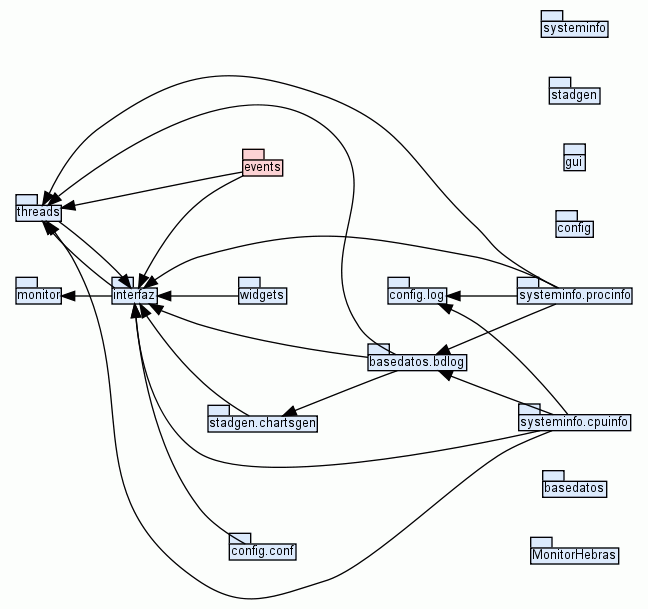 systeminfo
stadgen
gui
events
threads
config
monitor
interfaz
widgets
config.log
systeminfo.procinfo
basedatos.bdlog
stadgen.chartsgen
systeminfo.cpuinfo
basedatos
config.conf
MonitorHebras